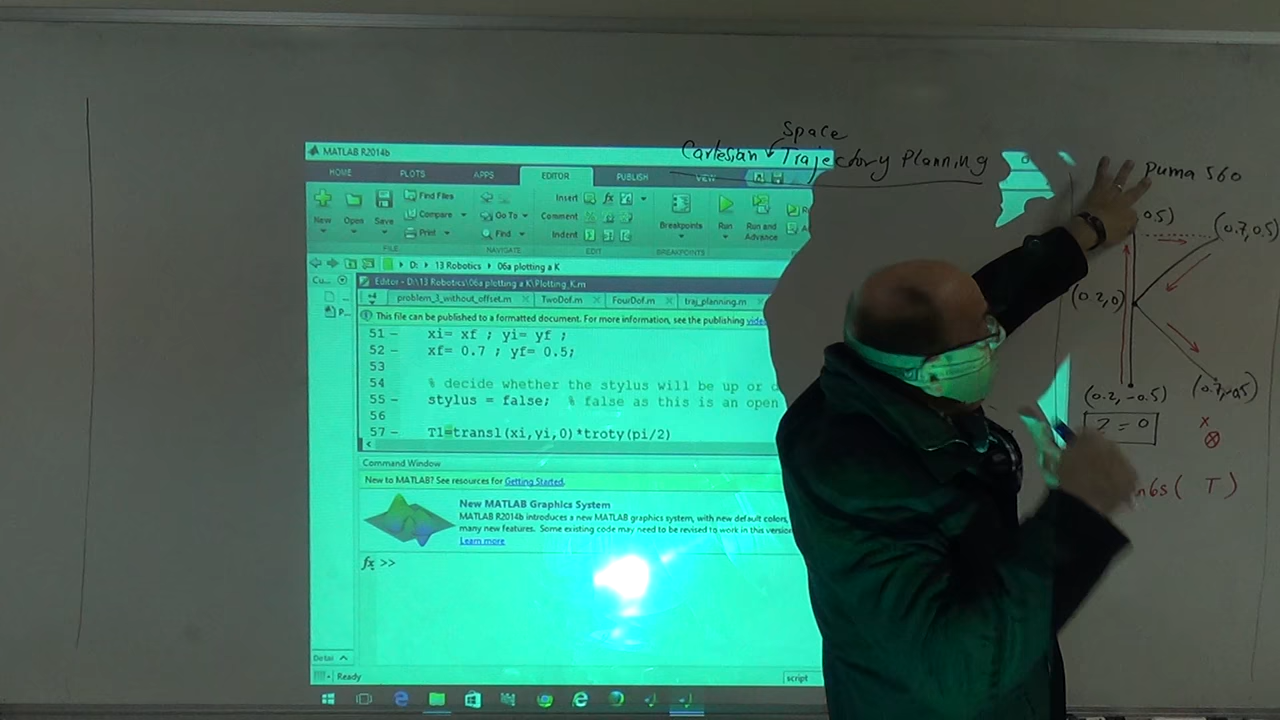 Space
Cartesian Trajectory Planning
Puma 560
MATLAB R2014b
HOME PLOTS APPS EDITOR PUBLISH VIEW
New Open Save
Find Files
Compare
Print
Go To
Find
Insert fx
Comment
Indent
Breakpoints
Run
Run and
Advance
FILE NAVIGATE EDIT BREAKPOINTS
D: 13 Robotics 06a plotting a K
Editor - D:\13 Robotics\06a plotting a K\Plotting_K.m
problem_3_without_offset.m TwoDof.m FourDof.m traj_planning.m
This file can be published to a formatted document. For more information, see the publishing
51 - xi= xf ; yi= yf ;
52 - xf= 0.7 ; yf= 0.5;
53
54 % decide whether the stylus will be up or
55 - stylus = false; % false as this is an open
56
57 - T1=transl(xi,yi,0)*troty(pi/2)
Command Window
New to MATLAB? See resources for Getting Started.
New MATLAB Graphics System
MATLAB R2014b introduces a new MATLAB graphics system, with new default colors,
many new features. Some existing code may need to be revised to work in this
Learn more
fx >>
Ready
script
(0.7,0.5)
(0.2,0)
(0.2,-0.5)
z = 0
x
( T )